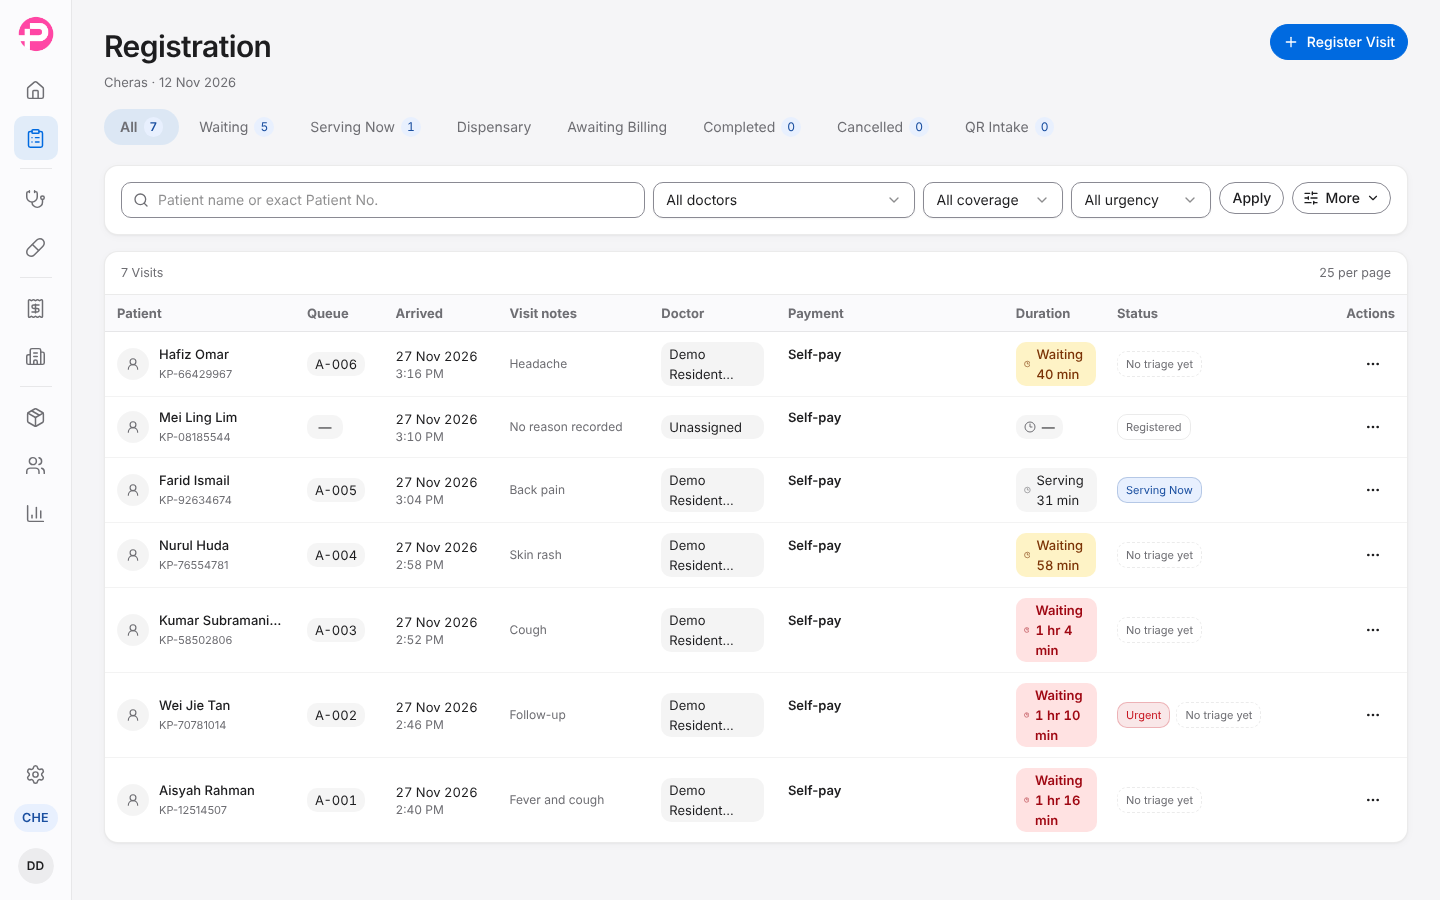 Registration
Register Visit
Cheras · 12 Nov 2026
All 7 Waiting 5 Serving Now 1 Dispensary Awaiting Billing Completed 0 Cancelled 0 QR Intake 0
Patient name or exact Patient No. All doctors All coverage All urgency Apply More
7 Visits 25 per page
Patient Queue Arrived Visit notes Doctor Payment Duration Status Actions
Hafiz Omar
KP-66429967
A-006
27 Nov 2026
3:16 PM
Headache
Demo
Resident...
Self-pay
Waiting
40 min
No triage yet
Mei Ling Lim
KP-08185544
—
27 Nov 2026
3:10 PM
No reason recorded
Unassigned
Self-pay
—
Registered
Farid Ismail
KP-92634674
A-005
27 Nov 2026
3:04 PM
Back pain
Demo
Resident...
Self-pay
Serving
31 min
Serving Now
Nurul Huda
KP-76554781
A-004
27 Nov 2026
2:58 PM
Skin rash
Demo
Resident...
Self-pay
Waiting
58 min
No triage yet
Kumar Subramani...
KP-58502806
A-003
27 Nov 2026
2:52 PM
Cough
Demo
Resident...
Self-pay
Waiting
1 hr 4
min
No triage yet
Wei Jie Tan
KP-70781014
A-002
27 Nov 2026
2:46 PM
Follow-up
Demo
Resident...
Self-pay
Waiting
1 hr 10
min
Urgent
No triage yet
Aisyah Rahman
KP-12514507
A-001
27 Nov 2026
2:40 PM
Fever and cough
Demo
Resident...
Self-pay
Waiting
1 hr 16
min
No triage yet
CHE
DD